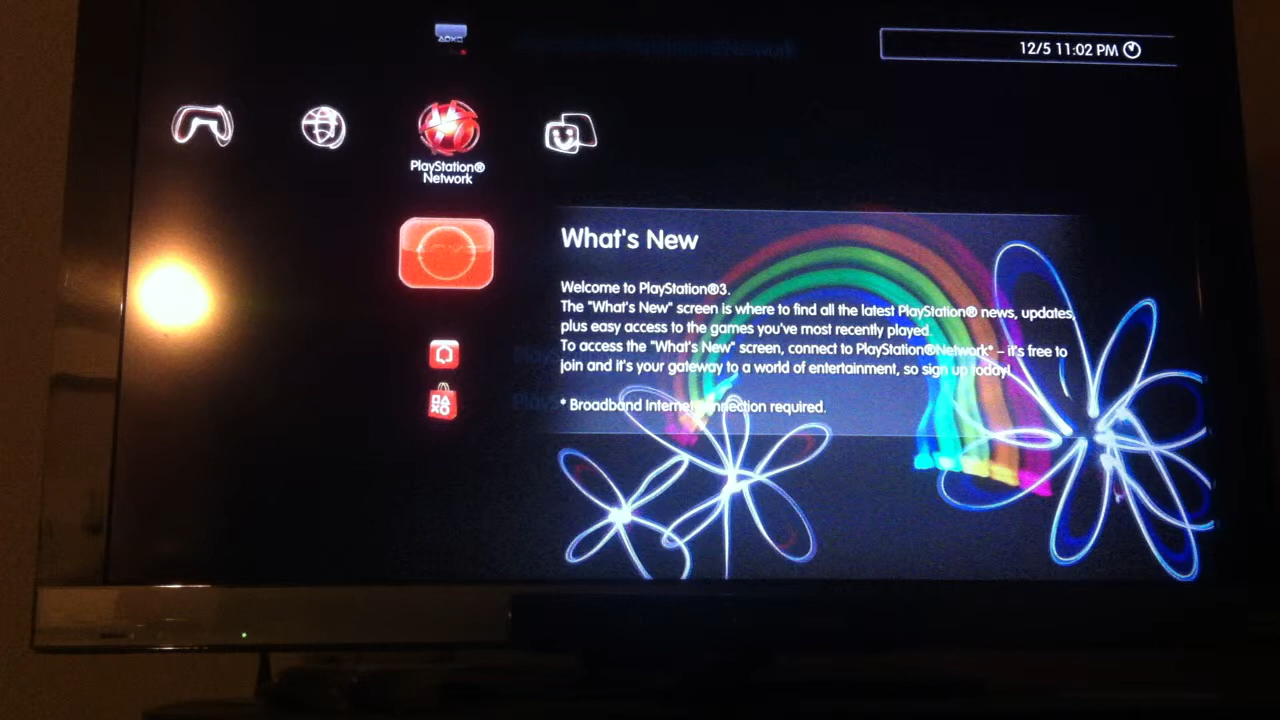 12/5 11:02 PM
PlayStation®
Network
What's New
Welcome to PlayStation®3.
The "What's New" screen is where to find all the latest PlayStation® news, updates,
plus easy access to the games you've most recently played.
To access the "What's New" screen, connect to PlayStation®Network* – it's free to
join and it's your gateway to a world of entertainment, so sign up today!
* Broadband Internet connection required.